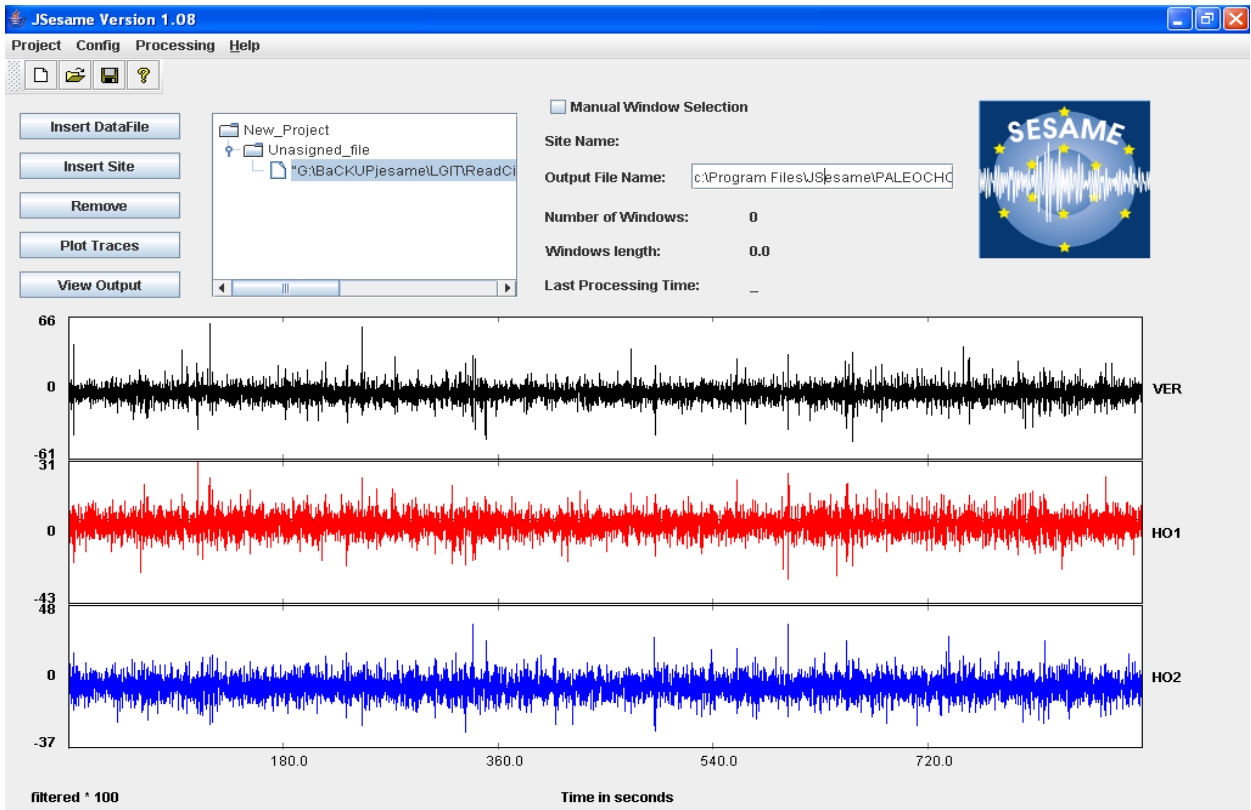 JSesame Version 1.08
Project Config Processing Help
Insert DataFile
Insert Site
Remove
Plot Traces
View Output
New_Project
Unasigned_file
"G:\BaCKUPjesame\LGIT\ReadCi
Manual Window Selection
Site Name:
Output File Name: c:\Program Files\JSesame\PALEOCHO
Number of Windows: 0
Windows length: 0.0
Last Processing Time: _
SESAME
66
0
-61
VER
31
0
-43
HO1
48
0
-37
HO2
180.0 360.0 540.0 720.0
filtered * 100 Time in seconds